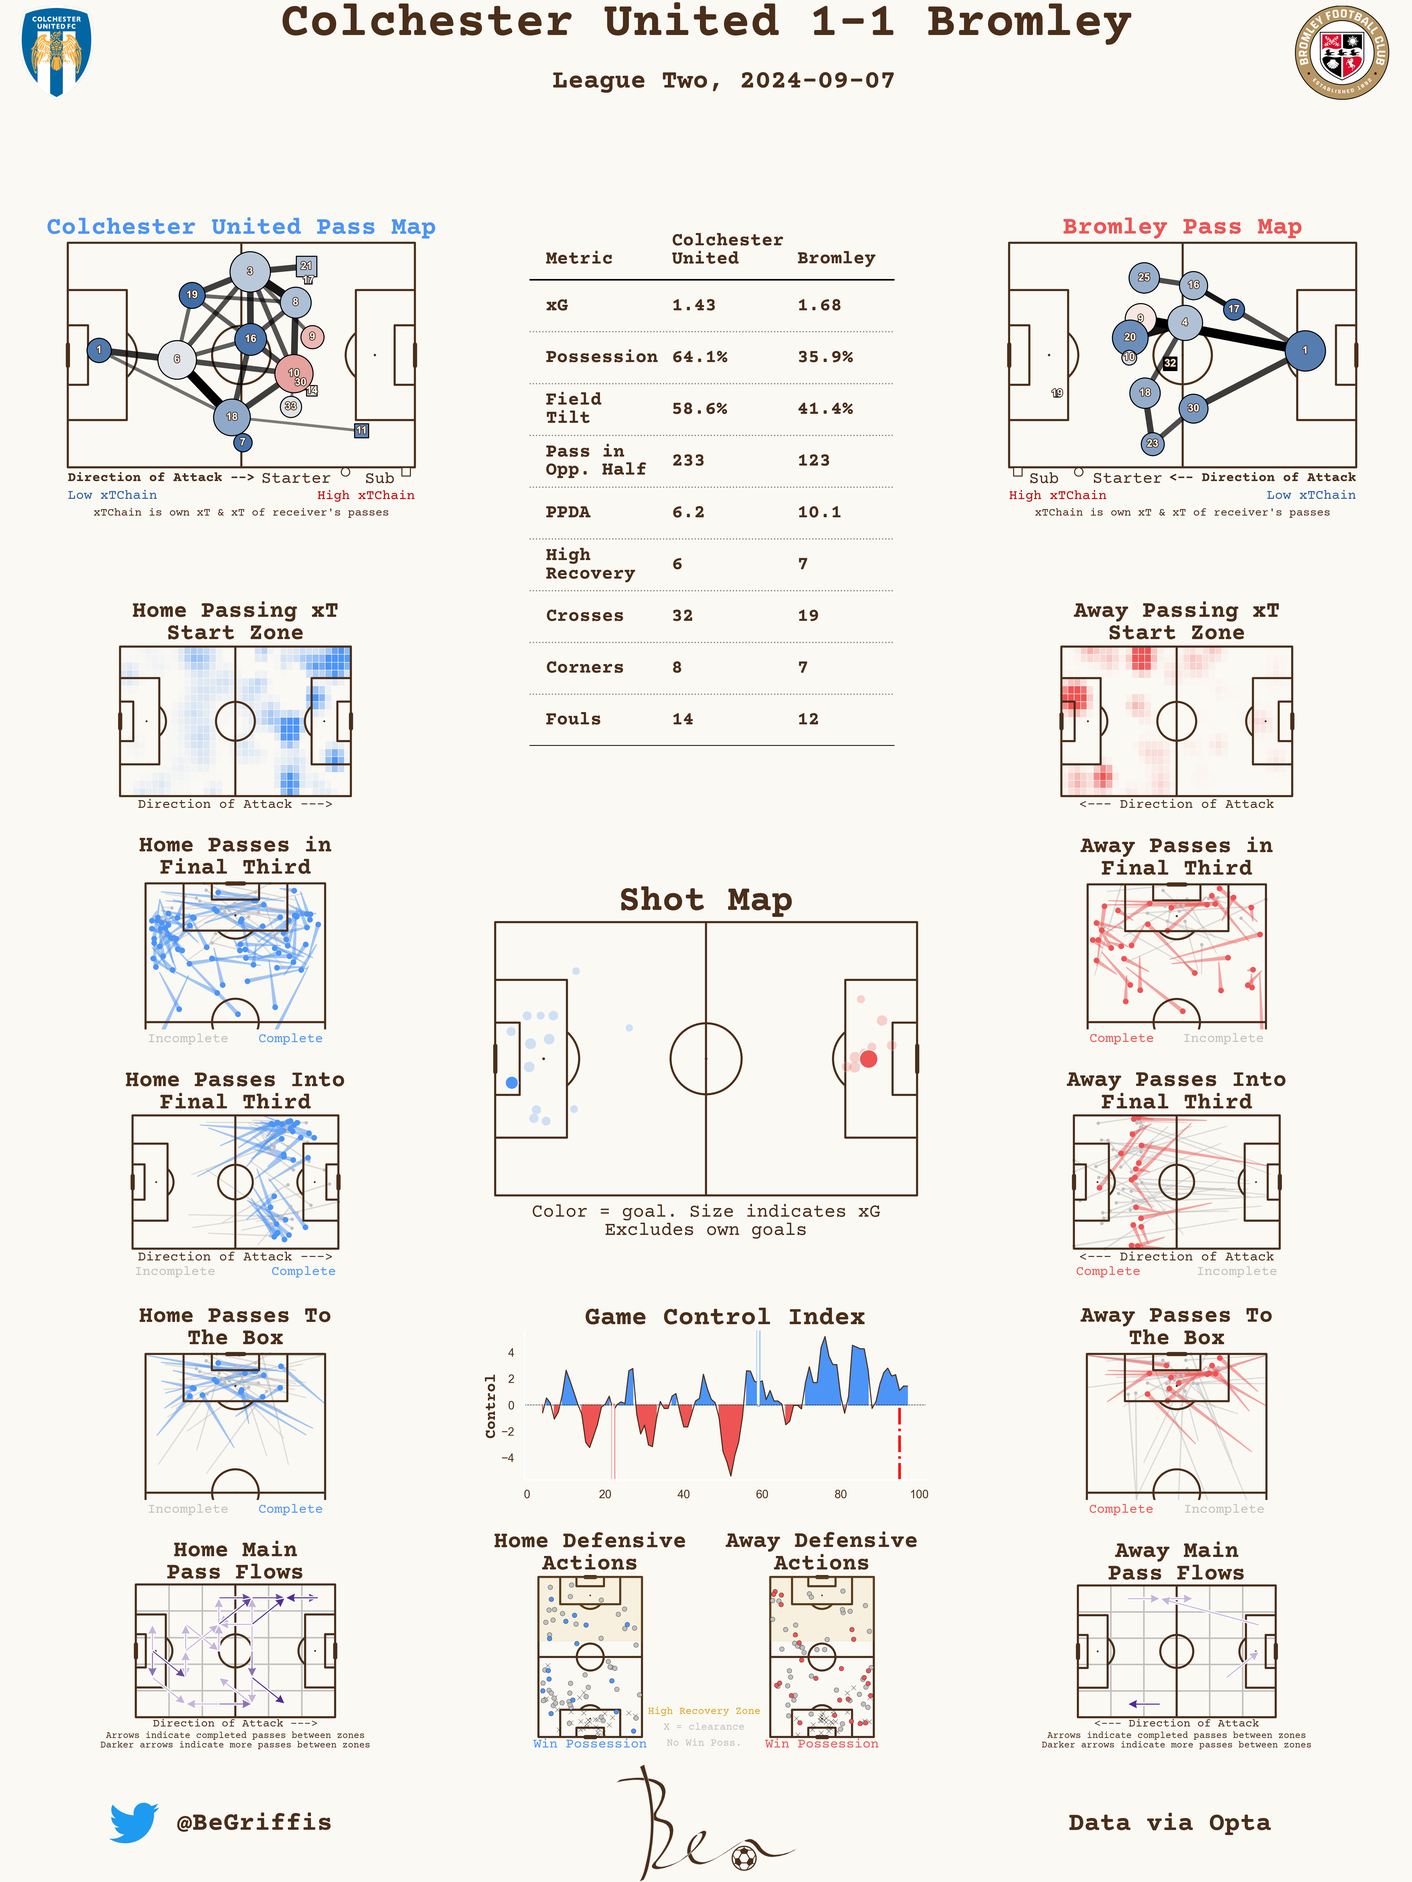 Colchester United 1-1 Bromley
League Two, 2024-09-07
COLCHESTER
UNITED FC
BROMLEY FOOTBALL CLUB
ESTABLISHED 1892
Colchester United Pass Map
3
21
17
19
8
9
16
1
6
10
30
14
33
18
7
11
Direction of Attack --> Starter Sub
Low xTChain High xTChain
xTChain is own xT & xT of receiver's passes
Metric Colchester United Bromley
xG 1.43 1.68
Possession 64.1% 35.9%
Field Tilt 58.6% 41.4%
Pass in Opp. Half 233 123
PPDA 6.2 10.1
High Recovery 6 7
Crosses 32 19
Corners 8 7
Fouls 14 12
Bromley Pass Map
25
16
17
9
4
20
10
32
1
19
18
30
23
Sub Starter <-- Direction of Attack
High xTChain Low xTChain
xTChain is own xT & xT of receiver's passes
Home Passing xT
Start Zone
Direction of Attack --->
Away Passing xT
Start Zone
<--- Direction of Attack
Home Passes in
Final Third
Incomplete Complete
Away Passes in
Final Third
Complete Incomplete
Shot Map
Color = goal. Size indicates xG
Excludes own goals
Home Passes Into
Final Third
Direction of Attack --->
Incomplete Complete
Away Passes Into
Final Third
<--- Direction of Attack
Complete Incomplete
Home Passes To
The Box
Incomplete Complete
Game Control Index
Control
4
2
0
−2
−4
0 20 40 60 80 100
Away Passes To
The Box
Complete Incomplete
Home Main
Pass Flows
Direction of Attack --->
Arrows indicate completed passes between zones
Darker arrows indicate more passes between zones
Home Defensive
Actions
Win Possession
High Recovery Zone
X = clearance
No Win Poss.
Away Defensive
Actions
Win Possession
Away Main
Pass Flows
<--- Direction of Attack
Arrows indicate completed passes between zones
Darker arrows indicate more passes between zones
@BeGriffis
Ben
Data via Opta